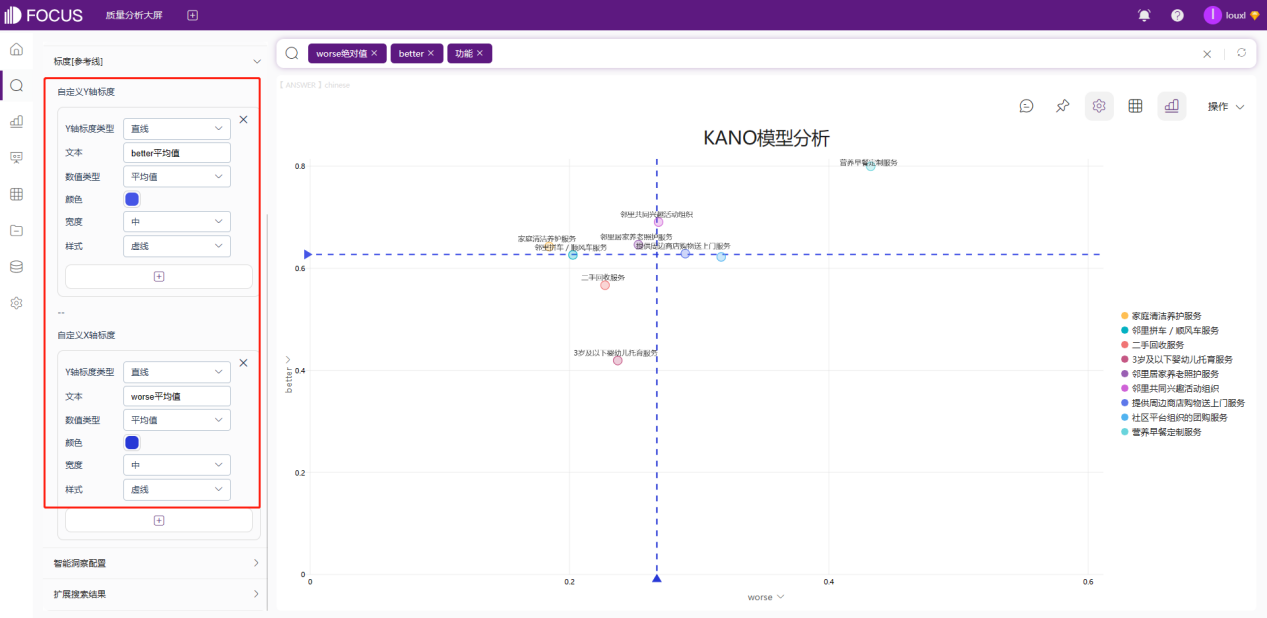 FOCUS 质量分析大屏 louxl
标度[参考线]
自定义Y轴标度
Y轴标度类型 直线
文本 better平均值
数值类型 平均值
颜色
宽度 中
样式 虚线
--
自定义X轴标度
Y轴标度类型 直线
文本 worse平均值
数值类型 平均值
颜色
宽度 中
样式 虚线
智能洞察配置
扩展搜索结果
worse绝对值 better 功能
[ ANSWER ] chinese
操作
KANO模型分析
0.8
0.6
0.4
0.2
0
better
营养早餐定制服务
邻里共同兴趣活动组织
家庭清洁养护服务
邻里居家养老照护服务
邻里拼车 / 顺风车服务
提供周边商店购物送上门服务
二手回收服务
3岁及以下婴幼儿托育服务
0 0.2 0.4 0.6
worse
家庭清洁养护服务
邻里拼车 / 顺风车服务
二手回收服务
3岁及以下婴幼儿托育服务
邻里居家养老照护服务
邻里共同兴趣活动组织
提供周边商店购物送上门服务
社区平台组织的团购服务
营养早餐定制服务